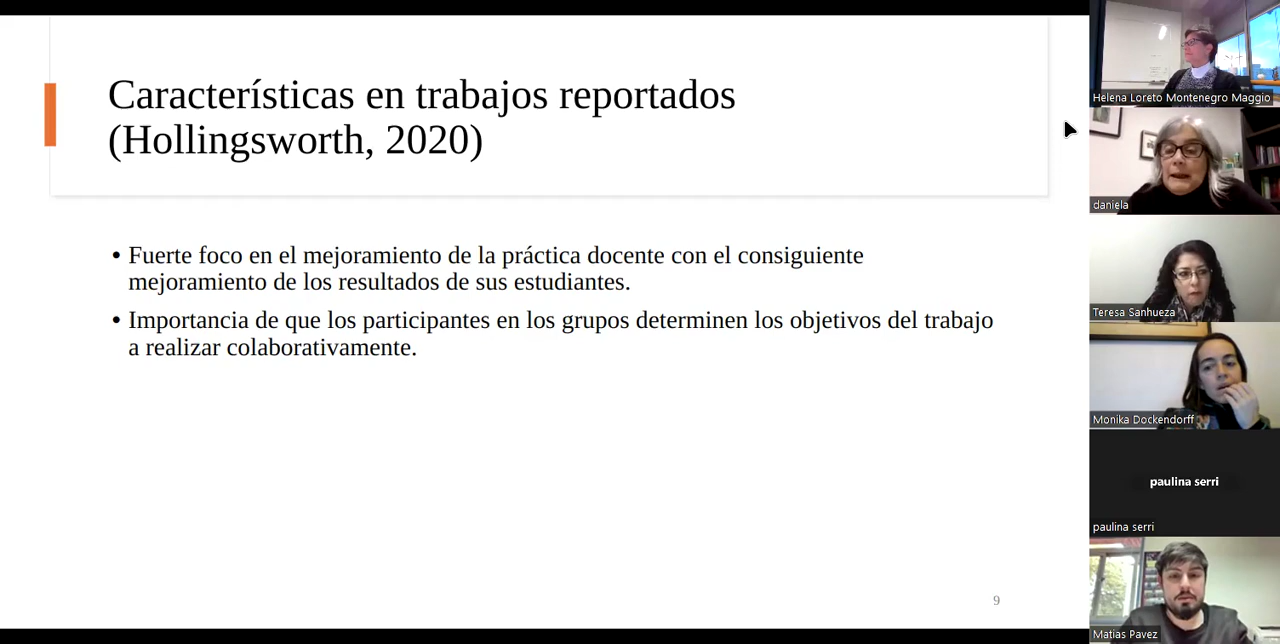 Características en trabajos reportados
(Hollingsworth, 2020)
• Fuerte foco en el mejoramiento de la práctica docente con el consiguiente
mejoramiento de los resultados de sus estudiantes.
• Importancia de que los participantes en los grupos determinen los objetivos del trabajo
a realizar colaborativamente.
9
Helena Loreto Montenegro Maggio
daniela
Teresa Sanhueza
Monika Dockendorff
paulina serri
paulina serri
Matias Pavez